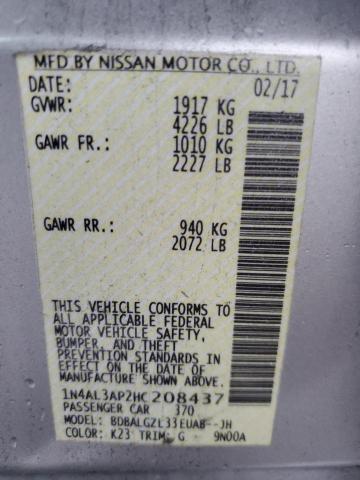 MFD BY NISSAN MOTOR CO., LTD.
DATE: 02/17
GVWR: 1917 KG
4226 LB
GAWR FR.: 1010 KG
2227 LB
GAWR RR.: 940 KG
2072 LB
THIS VEHICLE CONFORMS TO
ALL APPLICABLE FEDERAL
MOTOR VEHICLE SAFETY,
BUMPER, AND THEFT
PREVENTION STANDARDS IN
EFFECT ON THE DATE OF
MANUFACTURE SHOWN ABOVE.
1N4AL3AP2HC208437
PASSENGER CAR 370
MODEL: BDBALGZL33EUAB--JH
COLOR: K23 TRIM: G 9N00A